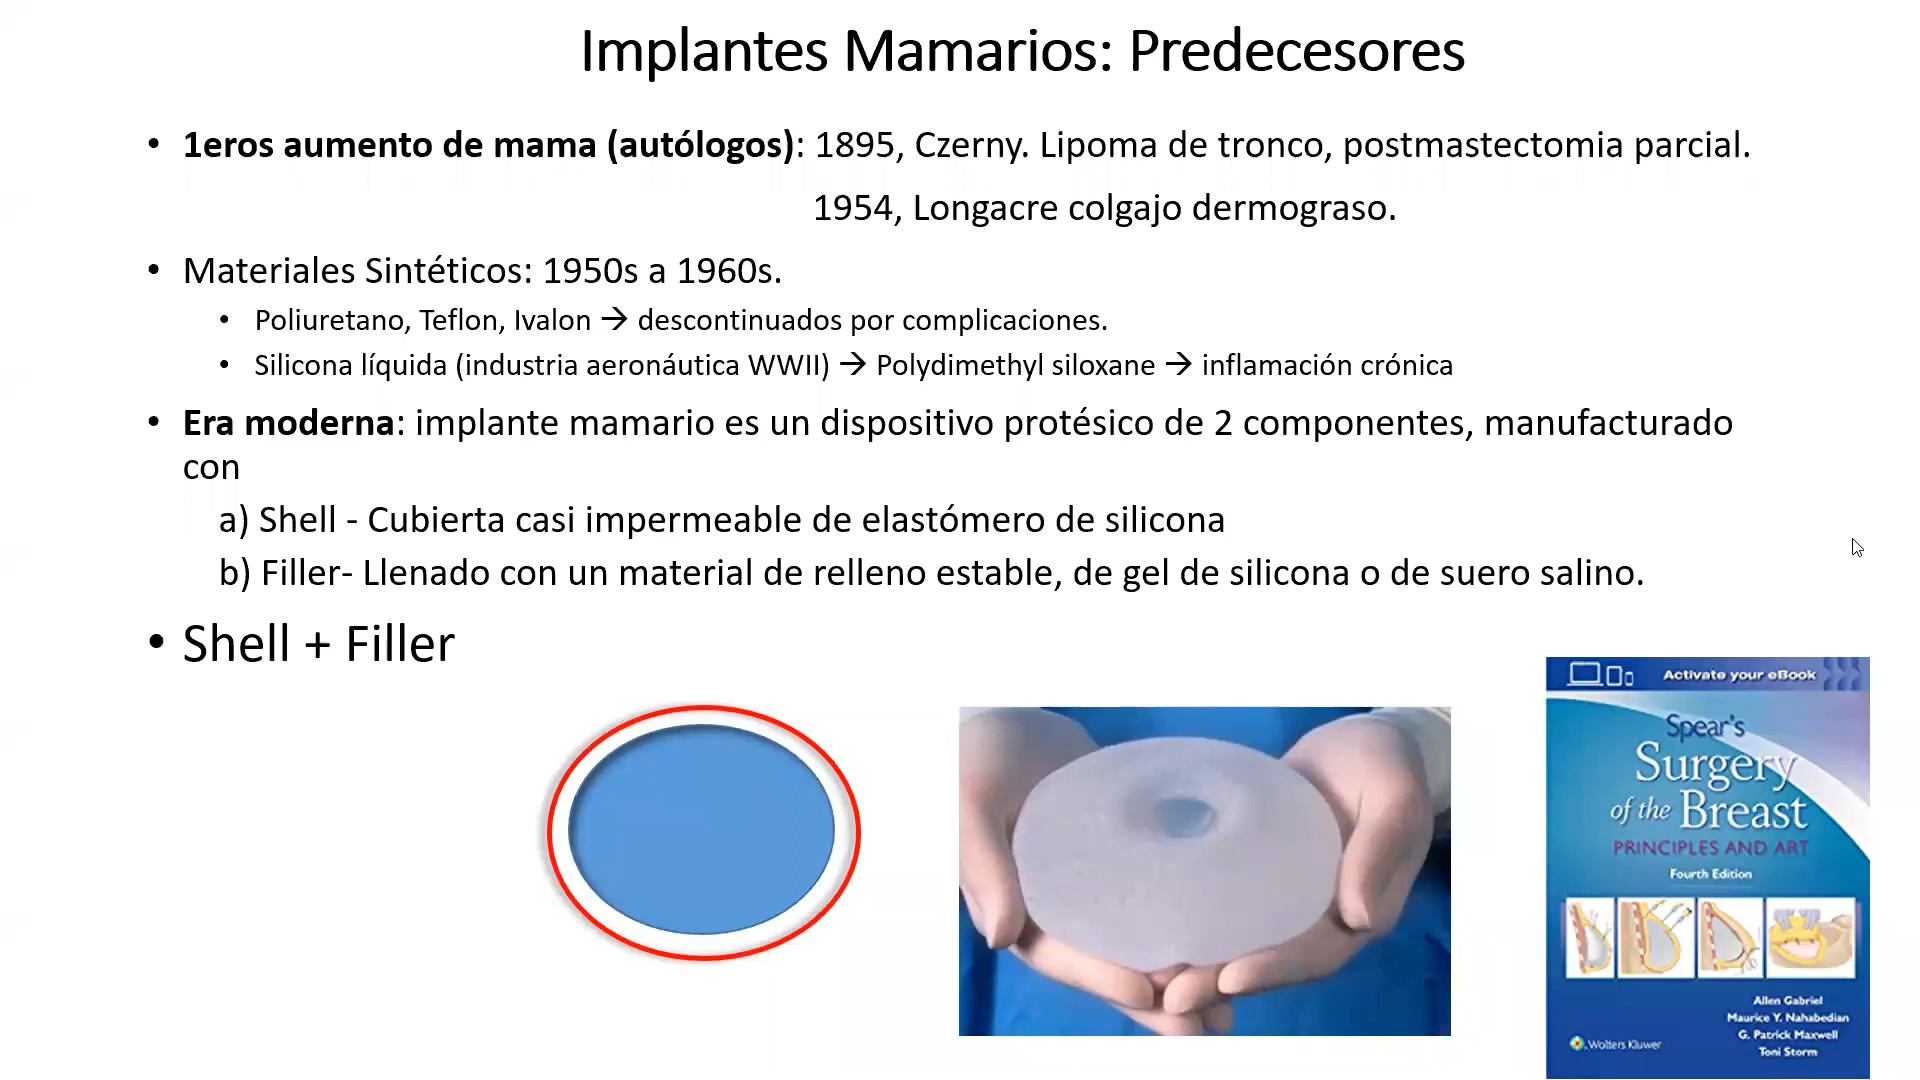 Implantes Mamarios: Predecesores
• 1eros aumento de mama (autólogos): 1895, Czerny. Lipoma de tronco, postmastectomia parcial.
1954, Longacre colgajo dermograso.
• Materiales Sintéticos: 1950s a 1960s.
• Poliuretano, Teflon, Ivalon → descontinuados por complicaciones.
• Silicona líquida (industria aeronáutica WWII) → Polydimethyl siloxane → inflamación crónica
• Era moderna: implante mamario es un dispositivo protésico de 2 componentes, manufacturado
con
a) Shell - Cubierta casi impermeable de elastómero de silicona
b) Filler- Llenado con un material de relleno estable, de gel de silicona o de suero salino.
• Shell + Filler
Activate your eBook
Spear's
Surgery
of the Breast
PRINCIPLES AND ART
Fourth Edition
Allen Gabriel
Maurice Y. Nahabedian
G. Patrick Maxwell
Toni Storm
Wolters Kluwer